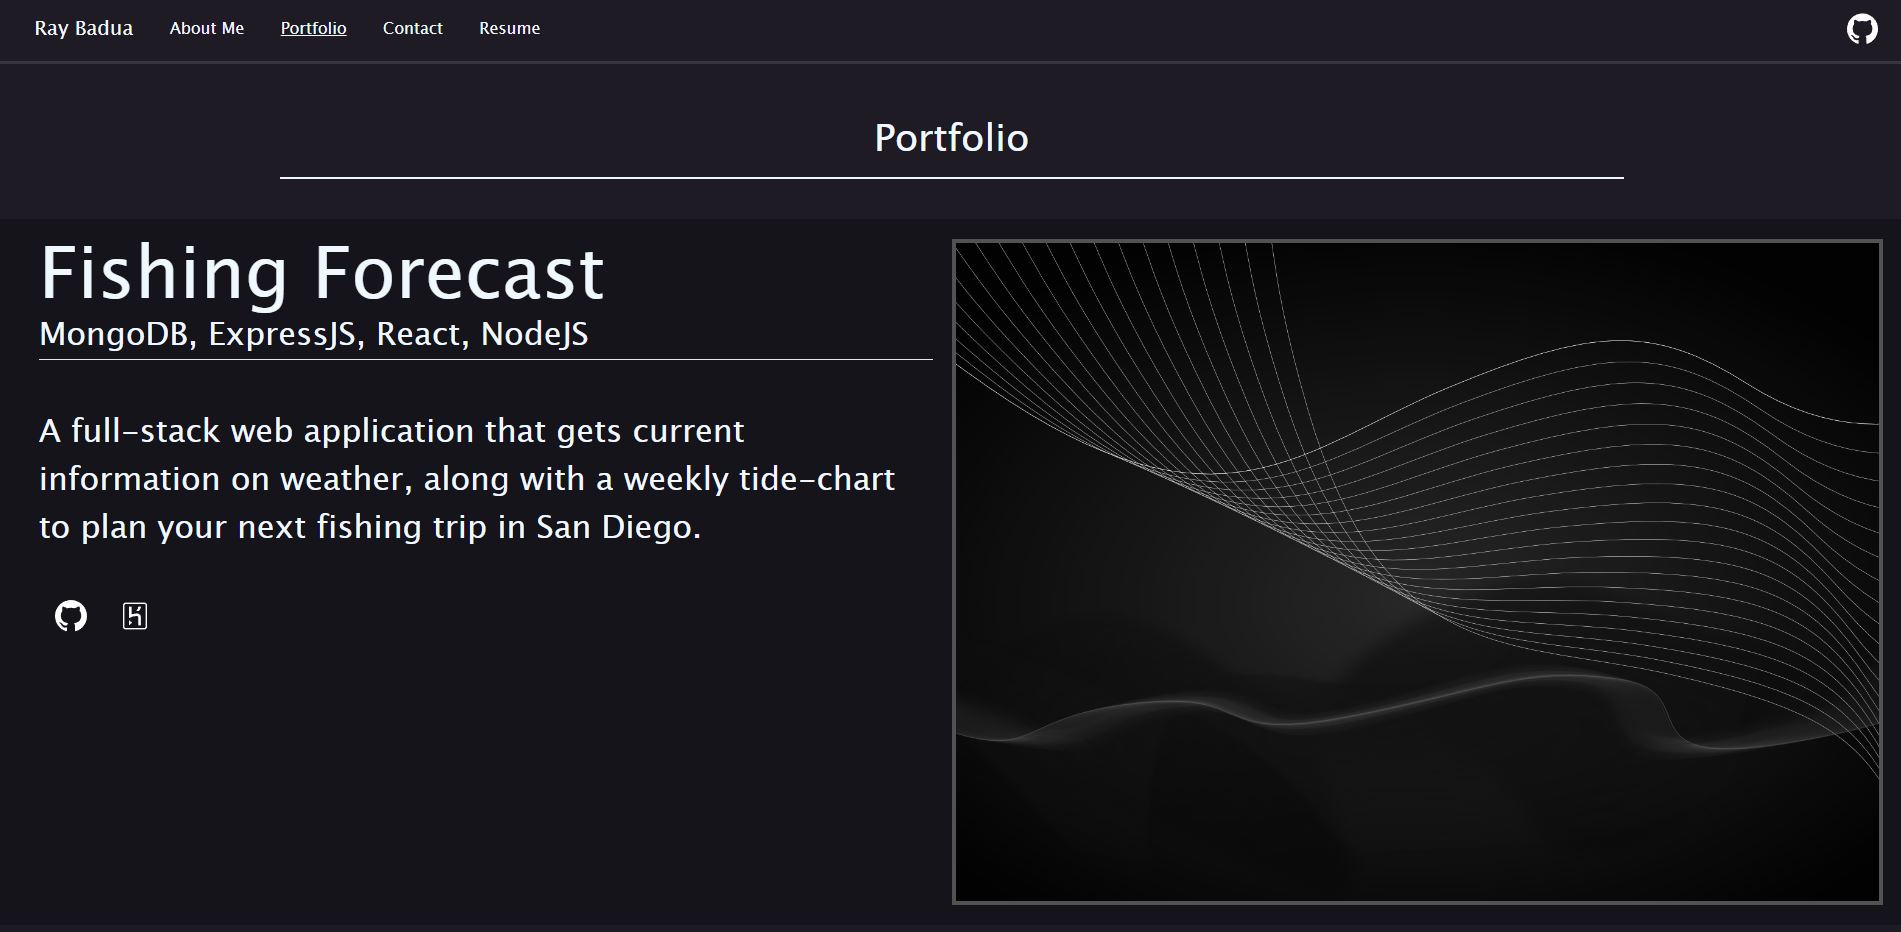 Ray Badua About Me Portfolio Contact Resume
Portfolio
Fishing Forecast
MongoDB, ExpressJS, React, NodeJS
A full-stack web application that gets current
information on weather, along with a weekly tide-chart
to plan your next fishing trip in San Diego.